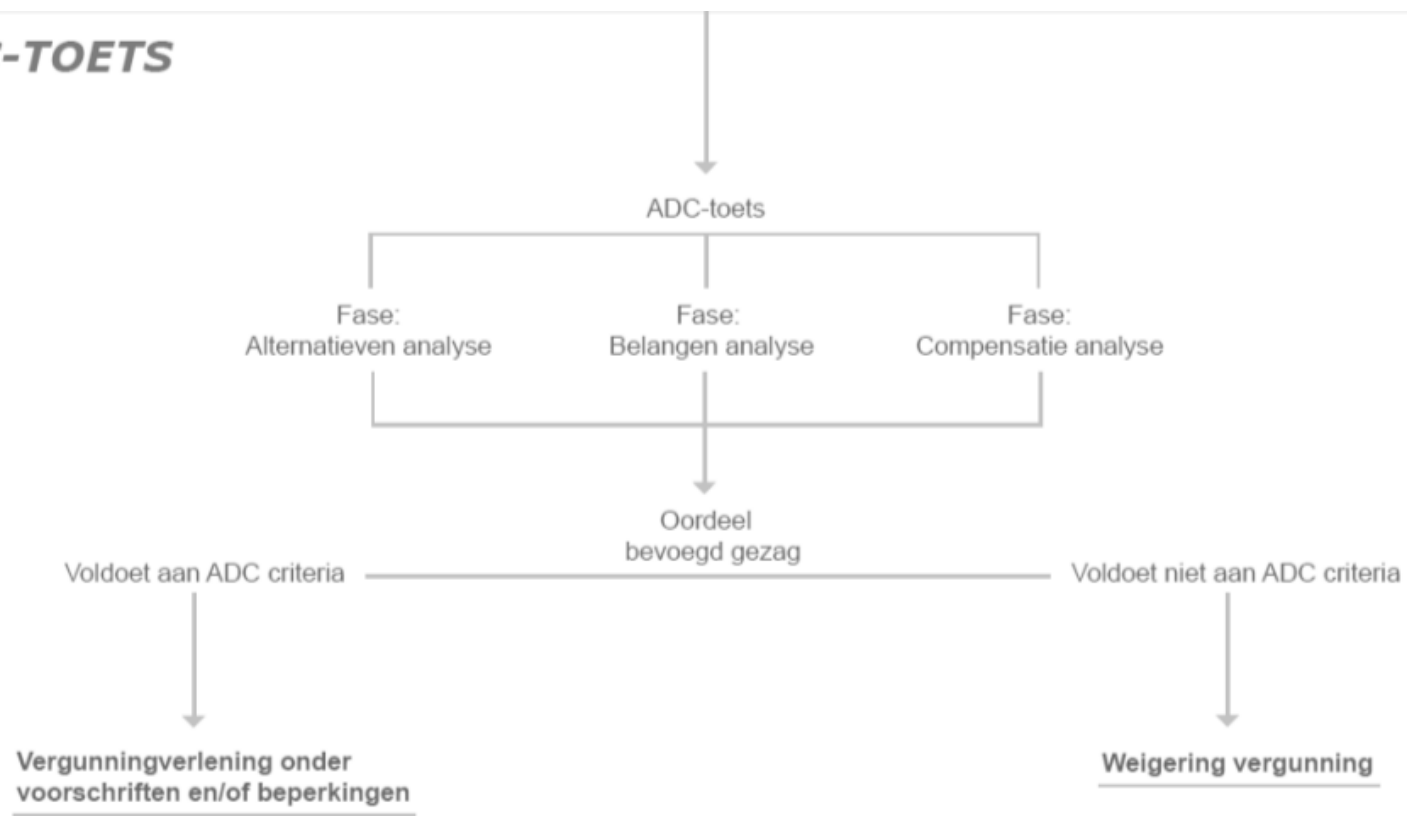 -TOETS
ADC-toets
Fase:
Alternatieven analyse
Fase:
Belangen analyse
Fase:
Compensatie analyse
Oordeel
bevoegd gezag
Voldoet aan ADC criteria
Voldoet niet aan ADC criteria
Vergunningverlening onder
voorschriften en/of beperkingen
Weigering vergunning